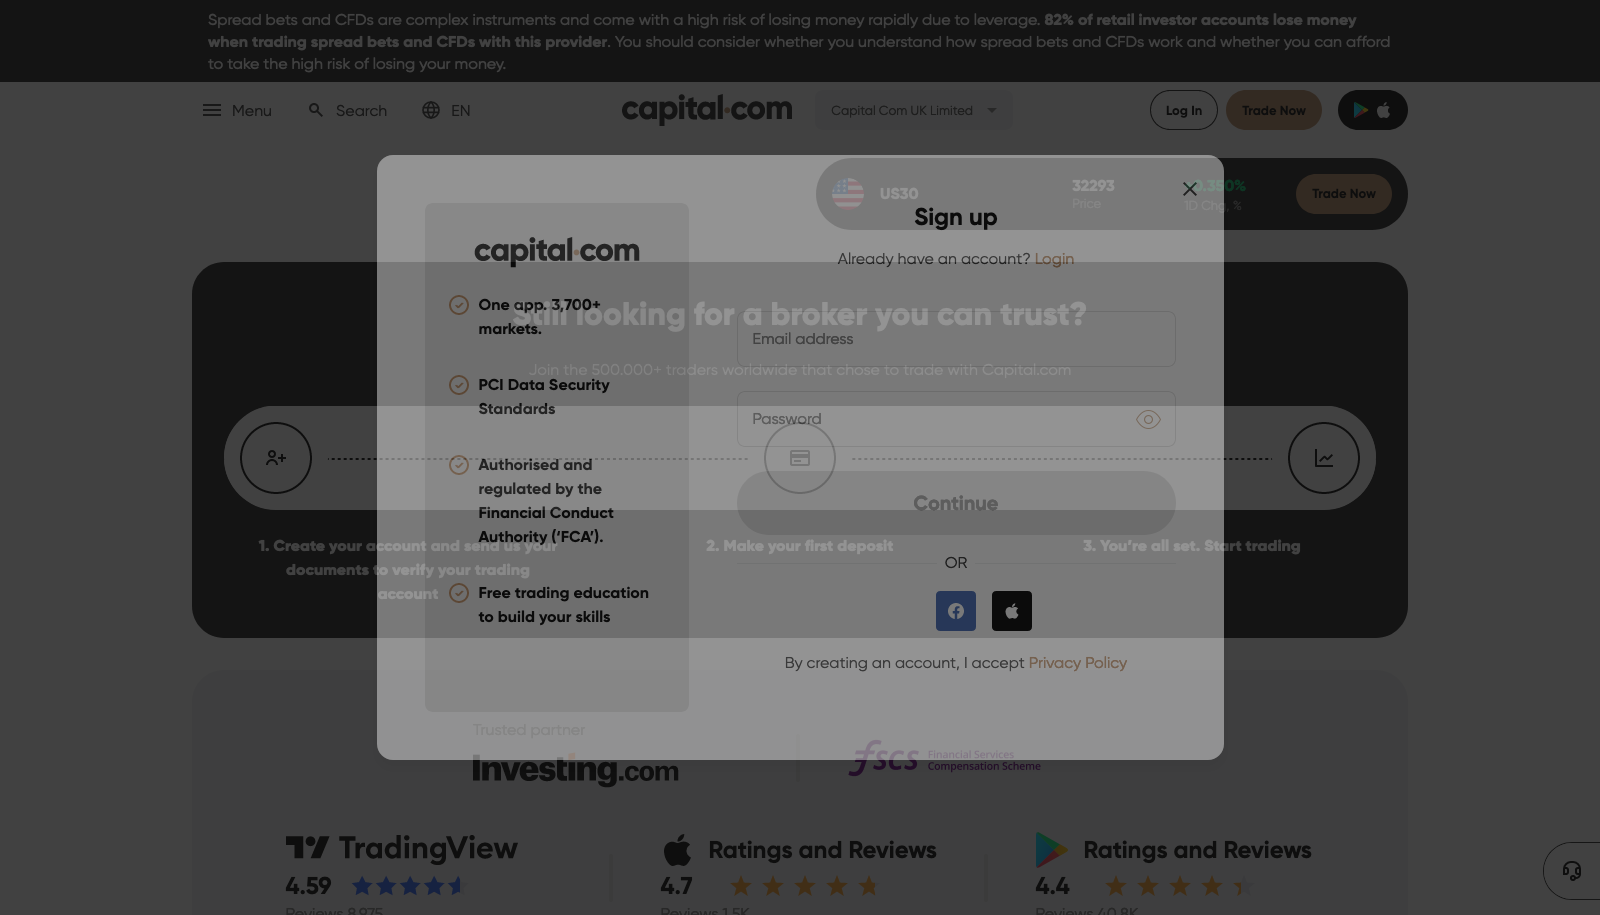 Spread bets and CFDs are complex instruments and come with a high risk of losing money rapidly due to leverage. 82% of retail investor accounts lose money
when trading spread bets and CFDs with this provider. You should consider whether you understand how spread bets and CFDs work and whether you can afford
to take the high risk of losing your money.
Menu
Search
EN
capital.com
Capital Com UK Limited
Log In
Trade Now
US30
32293
Price
.350%
1D Chg, %
Trade Now
Still looking for a broker you can trust?
Join the 500.000+ traders worldwide that chose to trade with Capital.com
1. Create your account and send us your
documents to verify your trading
account
2. Make your first deposit
3. You're all set. Start trading
capital.com
One app. 3,700+
markets.
PCI Data Security
Standards
Authorised and
regulated by the
Financial Conduct
Authority ('FCA').
Free trading education
to build your skills
Sign up
Already have an account? Login
Email address
Password
Continue
OR
By creating an account, I accept Privacy Policy
Trusted partner
Investing.com
fscs
Financial Services
Compensation Scheme
TradingView
4.59
Reviews 8,975
Ratings and Reviews
4.7
Reviews 1.5K
Ratings and Reviews
4.4
Reviews 40.8K